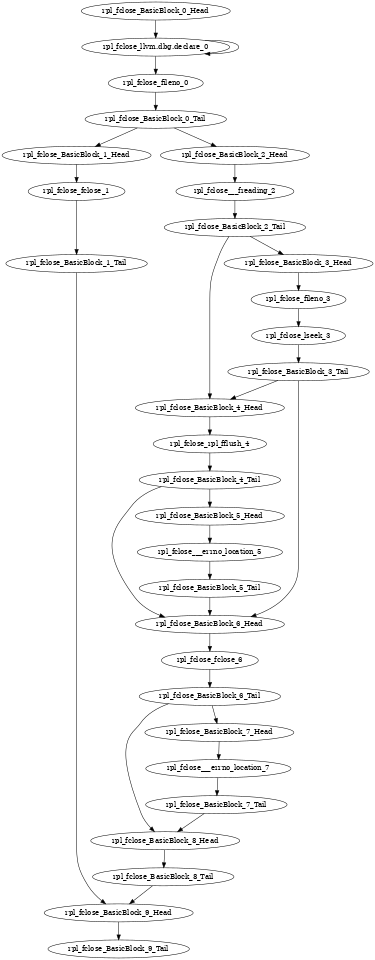 rpl_fclose_BasicBlock_0_Head
rpl_fclose_llvm.dbg.declare_0
rpl_fclose_fileno_0
rpl_fclose_BasicBlock_0_Tail
rpl_fclose_BasicBlock_1_Head
rpl_fclose_BasicBlock_2_Head
rpl_fclose_fclose_1
rpl_fclose___freading_2
rpl_fclose_BasicBlock_2_Tail
rpl_fclose_BasicBlock_1_Tail
rpl_fclose_BasicBlock_3_Head
rpl_fclose_fileno_3
rpl_fclose_lseek_3
rpl_fclose_BasicBlock_3_Tail
rpl_fclose_BasicBlock_4_Head
rpl_fclose_rpl_fflush_4
rpl_fclose_BasicBlock_4_Tail
rpl_fclose_BasicBlock_5_Head
rpl_fclose___errno_location_5
rpl_fclose_BasicBlock_5_Tail
rpl_fclose_BasicBlock_6_Head
rpl_fclose_fclose_6
rpl_fclose_BasicBlock_6_Tail
rpl_fclose_BasicBlock_7_Head
rpl_fclose___errno_location_7
rpl_fclose_BasicBlock_7_Tail
rpl_fclose_BasicBlock_8_Head
rpl_fclose_BasicBlock_8_Tail
rpl_fclose_BasicBlock_9_Head
rpl_fclose_BasicBlock_9_Tail